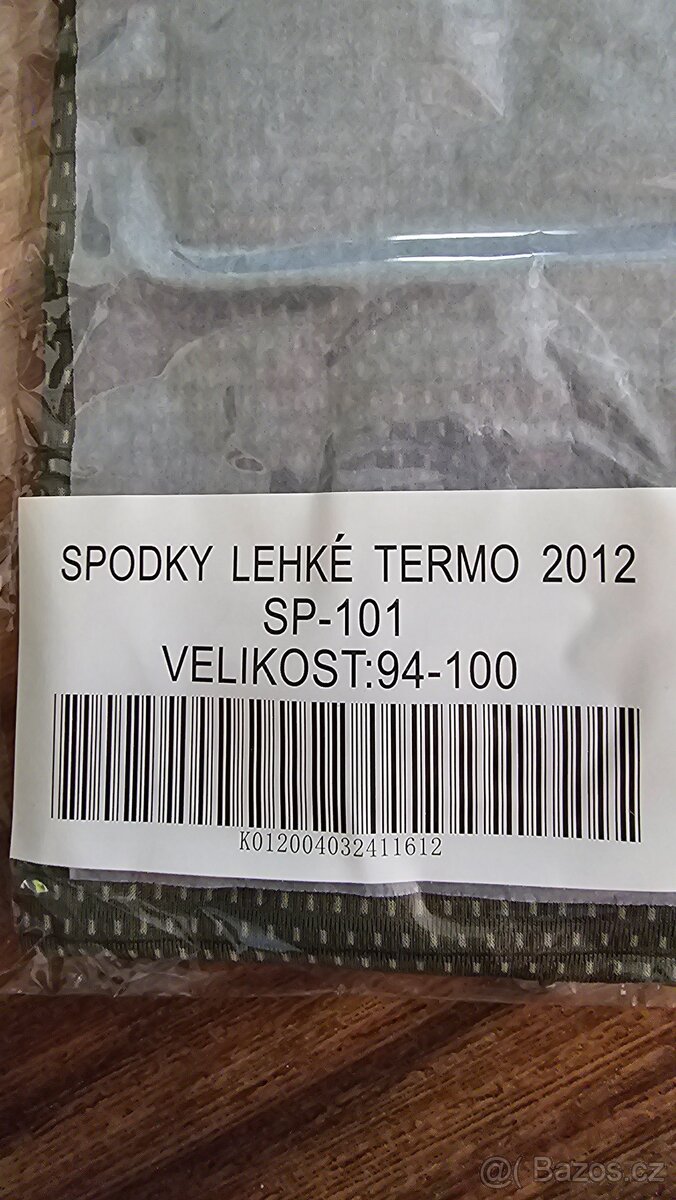 SPODKY LEHKÉ TERMO 2012
SP-101
VELIKOST:94-100
K012004032411612
@( Bazos.cz